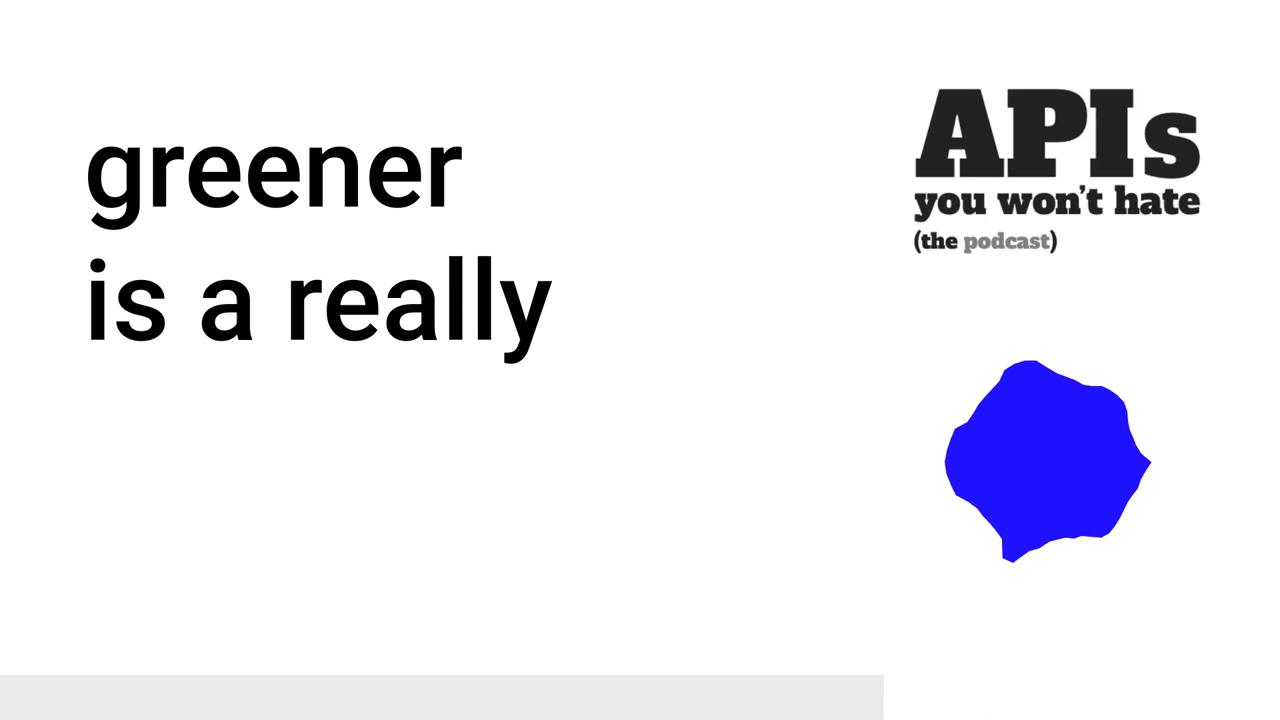 greener
is a really
APIs
you won't hate
(the podcast)